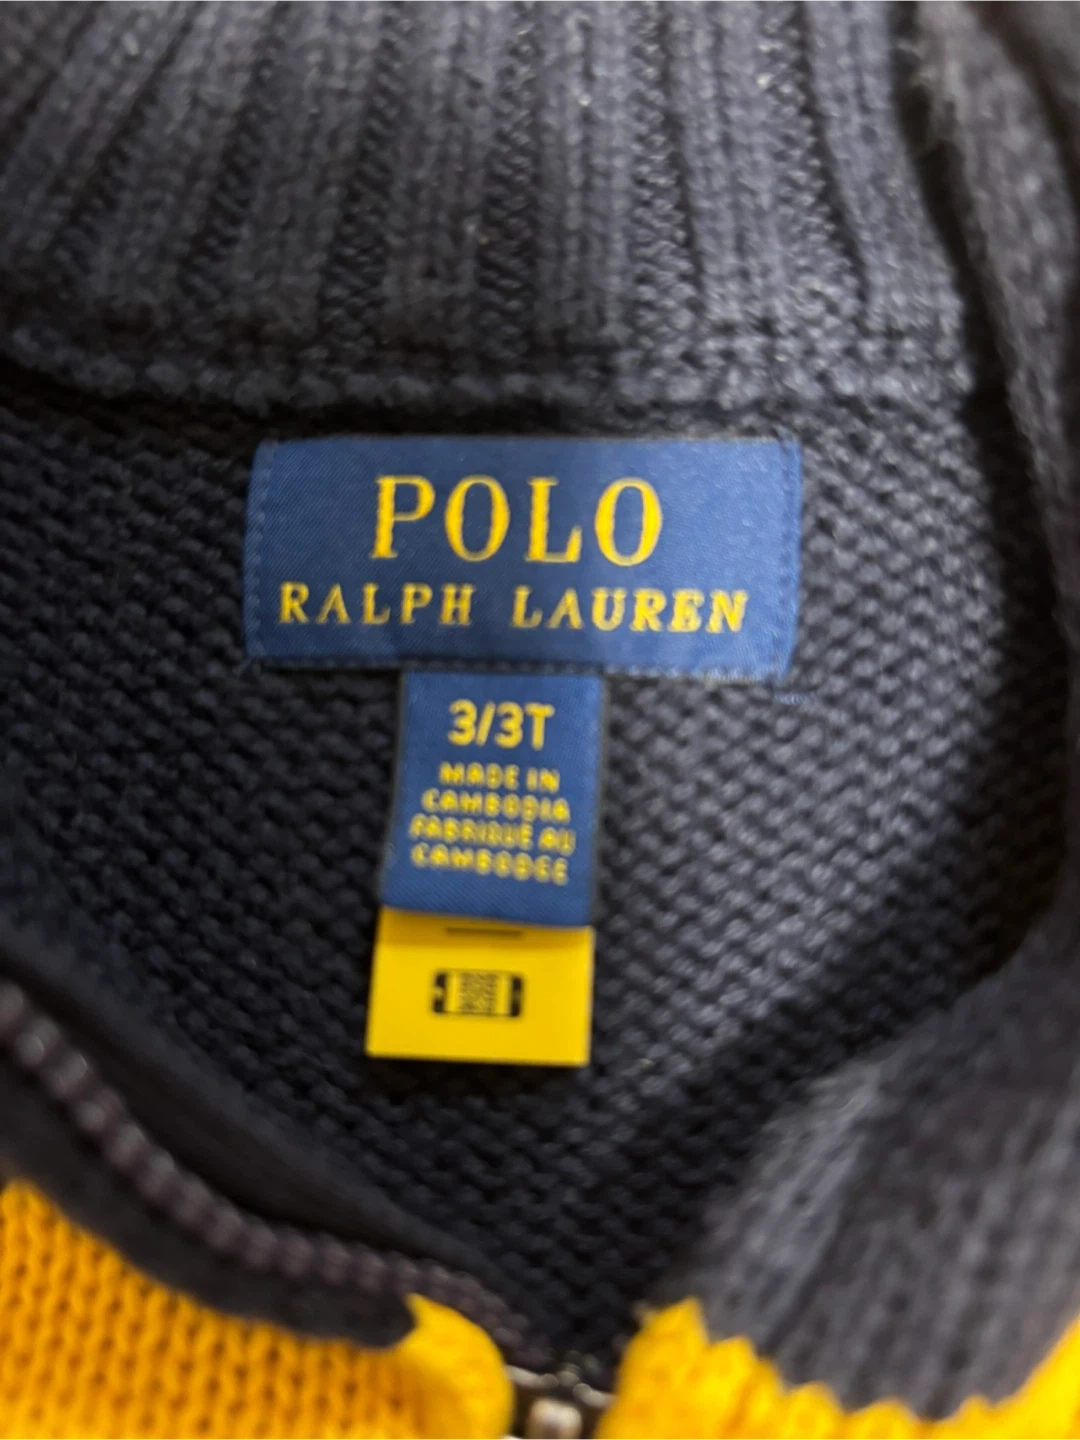 POLO
RALPH LAUREN
3/3T
MADE IN
CAMBODIA
FABRIQUÉ AU
CAMBODGE